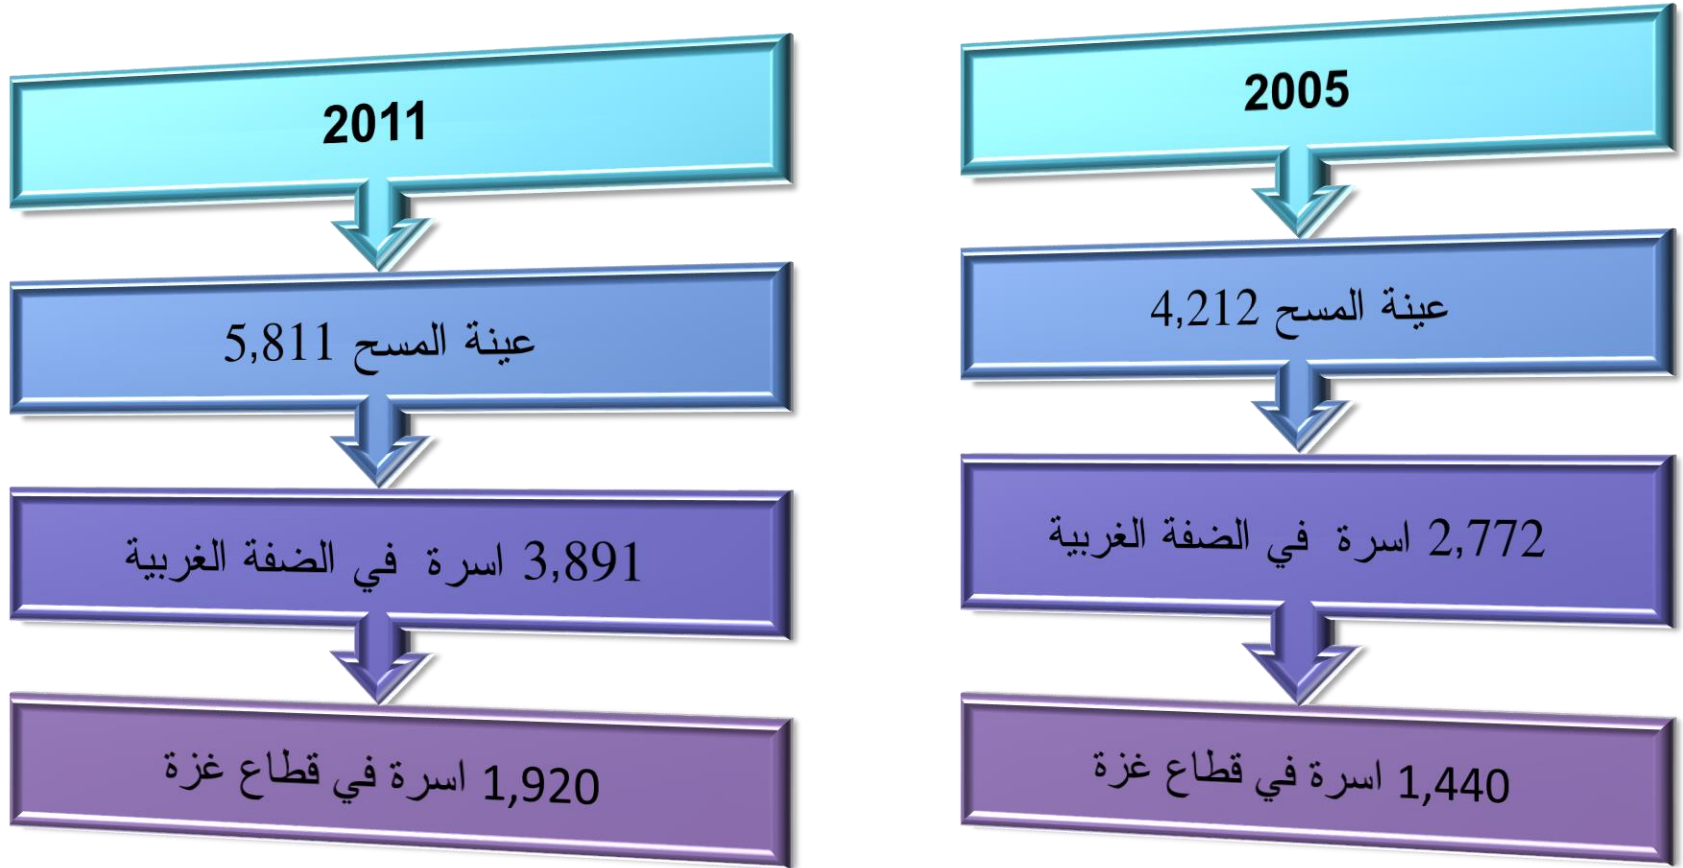 2005
عينة المسح 4,212
2,772 اسرة في الضفة الغربية
1,440 اسرة في قطاع غزة
2011
عينة المسح 5,811
3,891 اسرة في الضفة الغربية
1,920 اسرة في قطاع غزة